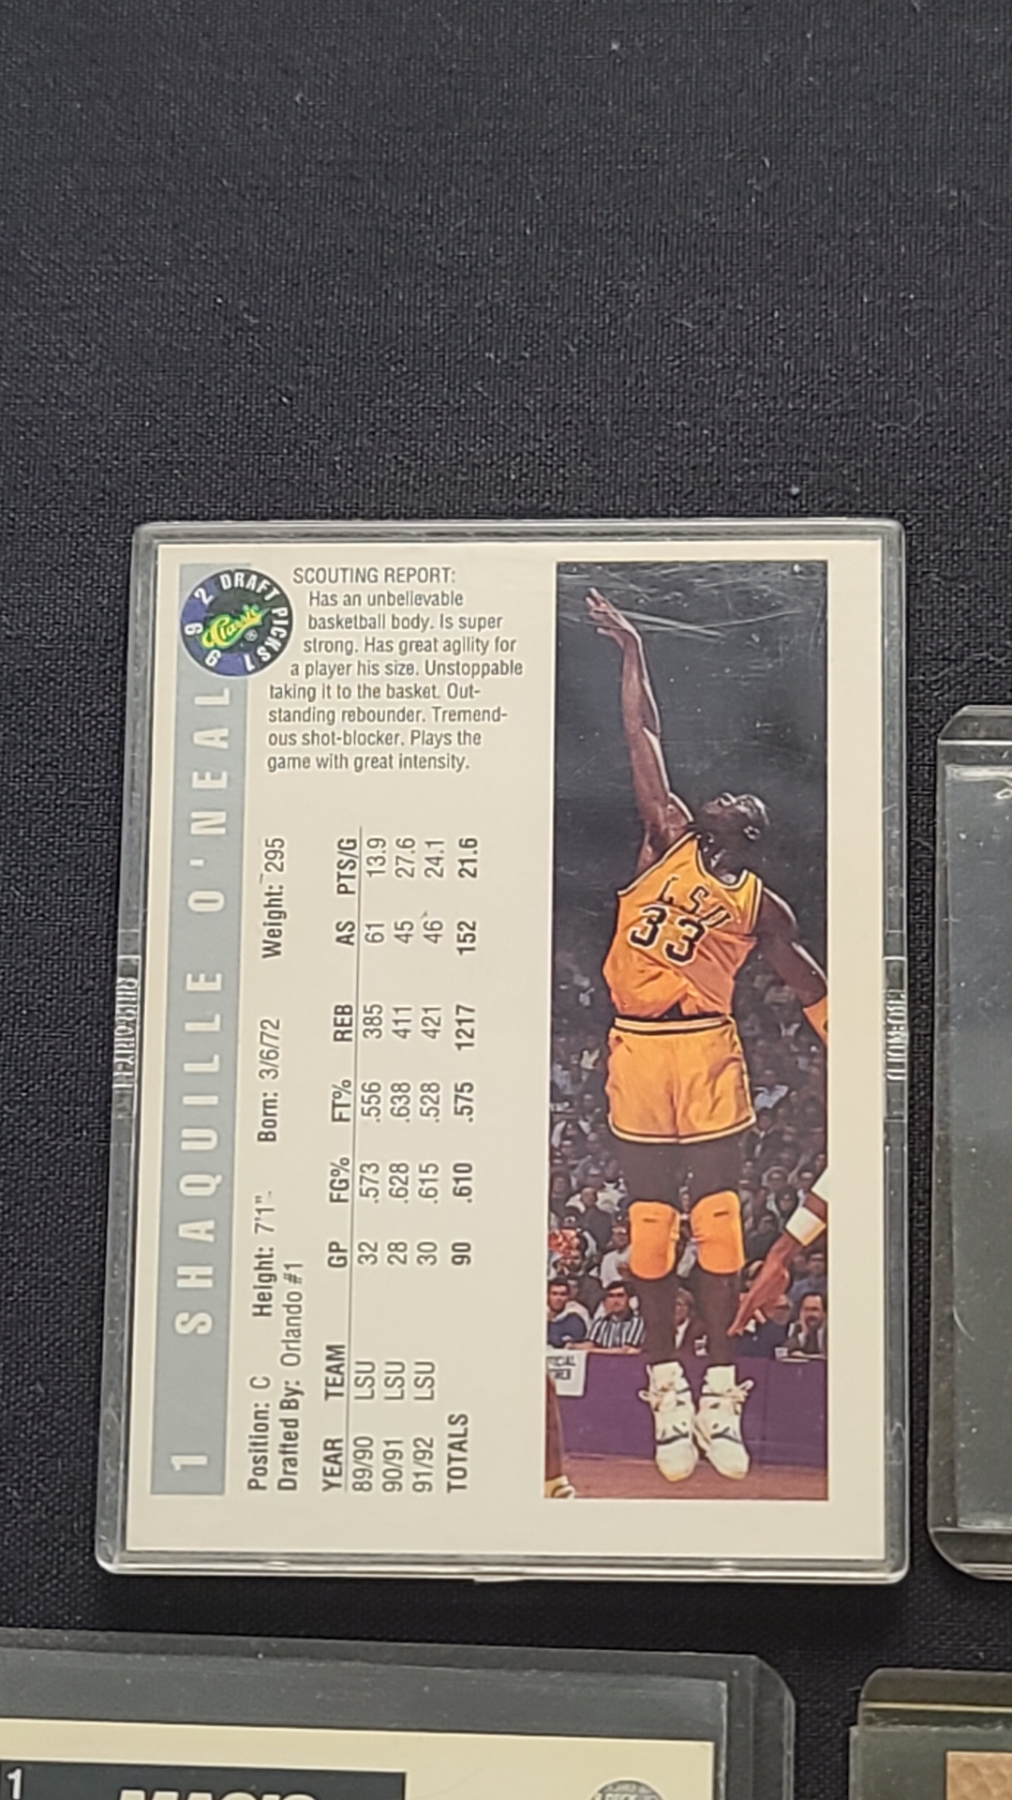 1 SHAQUILLE O'NEAL
1992 DRAFT PICKS
Classic ®
Position: C Height: 7'1" Born: 3/6/72 Weight: 295
Drafted By: Orlando #1
YEAR TEAM GP FG% FT% REB AS PTS/G
89/90 LSU 32 .573 .556 385 61 13.9
90/91 LSU 28 .628 .638 411 45 27.6
91/92 LSU 30 .615 .528 421 46 24.1
TOTALS 90 .610 .575 1217 152 21.6
SCOUTING REPORT:
Has an unbelievable
basketball body. Is super
strong. Has great agility for
a player his size. Unstoppable
taking it to the basket. Out-
standing rebounder. Tremend-
ous shot-blocker. Plays the
game with great intensity.
LSU
33
1
MAGIC